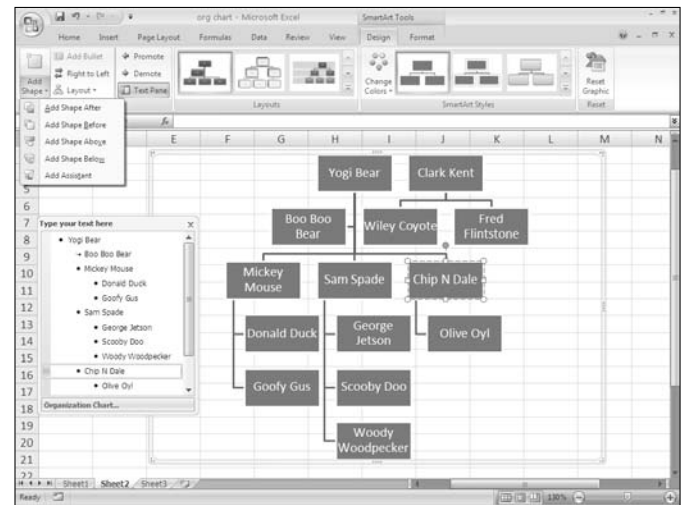 org chart - Microsoft Excel
SmartArt Tools
Home Insert Page Layout Formulas Data Review View Design Format
Add Shape
Add Bullet
Right to Left
Layout
Promote
Demote
Text Pane
Layouts
Change Colors
SmartArt Styles
Reset Graphic
Reset
Add Shape After
Add Shape Before
Add Shape Above
Add Shape Below
Add Assistant
fx
E F G H I J K L M N
5
6
7
8
9
10
11
12
13
14
15
16
17
18
19
20
21
22
Type your text here
Yogi Bear
Boo Boo Bear
Mickey Mouse
Donald Duck
Goofy Gus
Sam Spade
George Jetson
Scooby Doo
Woody Woodpecker
Chip N Dale
Olive Oyl
Organization Chart...
Yogi Bear
Clark Kent
Boo Boo
Bear
Wiley Coyote
Fred
Flintstone
Mickey
Mouse
Sam Spade
Chip N Dale
Donald Duck
George
Jetson
Olive Oyl
Goofy Gus
Scooby Doo
Woody
Woodpecker
Sheet1 Sheet2 Sheet3
Ready
130%